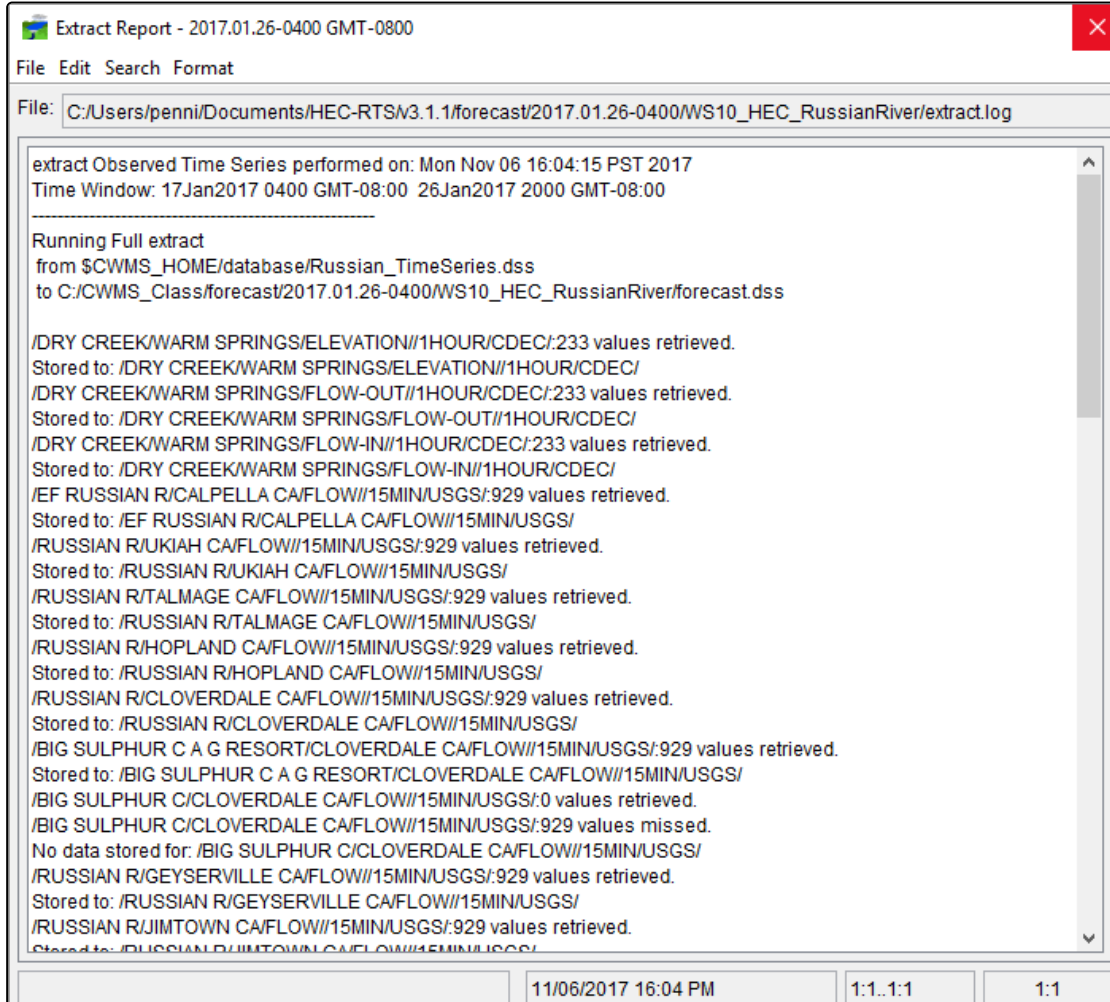 Extract Report - 2017.01.26-0400 GMT-0800
File Edit Search Format
File: C:/Users/penni/Documents/HEC-RTS/v3.1.1/forecast/2017.01.26-0400/WS10_HEC_RussianRiver/extract.log
extract Observed Time Series performed on: Mon Nov 06 16:04:15 PST 2017
Time Window: 17Jan2017 0400 GMT-08:00  26Jan2017 2000 GMT-08:00
------------------------------------------------------
Running Full extract
from $CWMS_HOME/database/Russian_TimeSeries.dss
to C:/CWMS_Class/forecast/2017.01.26-0400/WS10_HEC_RussianRiver/forecast.dss
/DRY CREEK/WARM SPRINGS/ELEVATION//1HOUR/CDEC/:233 values retrieved.
Stored to: /DRY CREEK/WARM SPRINGS/ELEVATION//1HOUR/CDEC/
/DRY CREEK/WARM SPRINGS/FLOW-OUT//1HOUR/CDEC/:233 values retrieved.
Stored to: /DRY CREEK/WARM SPRINGS/FLOW-OUT//1HOUR/CDEC/
/DRY CREEK/WARM SPRINGS/FLOW-IN//1HOUR/CDEC/:233 values retrieved.
Stored to: /DRY CREEK/WARM SPRINGS/FLOW-IN//1HOUR/CDEC/
/EF RUSSIAN R/CALPELLA CA/FLOW//15MIN/USGS/:929 values retrieved.
Stored to: /EF RUSSIAN R/CALPELLA CA/FLOW//15MIN/USGS/
/RUSSIAN R/UKIAH CA/FLOW//15MIN/USGS/:929 values retrieved.
Stored to: /RUSSIAN R/UKIAH CA/FLOW//15MIN/USGS/
/RUSSIAN R/TALMAGE CA/FLOW//15MIN/USGS/:929 values retrieved.
Stored to: /RUSSIAN R/TALMAGE CA/FLOW//15MIN/USGS/
/RUSSIAN R/HOPLAND CA/FLOW//15MIN/USGS/:929 values retrieved.
Stored to: /RUSSIAN R/HOPLAND CA/FLOW//15MIN/USGS/
/RUSSIAN R/CLOVERDALE CA/FLOW//15MIN/USGS/:929 values retrieved.
Stored to: /RUSSIAN R/CLOVERDALE CA/FLOW//15MIN/USGS/
/BIG SULPHUR C A G RESORT/CLOVERDALE CA/FLOW//15MIN/USGS/:929 values retrieved.
Stored to: /BIG SULPHUR C A G RESORT/CLOVERDALE CA/FLOW//15MIN/USGS/
/BIG SULPHUR C/CLOVERDALE CA/FLOW//15MIN/USGS/:0 values retrieved.
/BIG SULPHUR C/CLOVERDALE CA/FLOW//15MIN/USGS/:929 values missed.
No data stored for: /BIG SULPHUR C/CLOVERDALE CA/FLOW//15MIN/USGS/
/RUSSIAN R/GEYSERVILLE CA/FLOW//15MIN/USGS/:929 values retrieved.
Stored to: /RUSSIAN R/GEYSERVILLE CA/FLOW//15MIN/USGS/
/RUSSIAN R/JIMTOWN CA/FLOW//15MIN/USGS/:929 values retrieved.
Stored to: /RUSSIAN R/JIMTOWN CA/FLOW//15MIN/USGS/
11/06/2017 16:04 PM 1:1..1:1 1:1